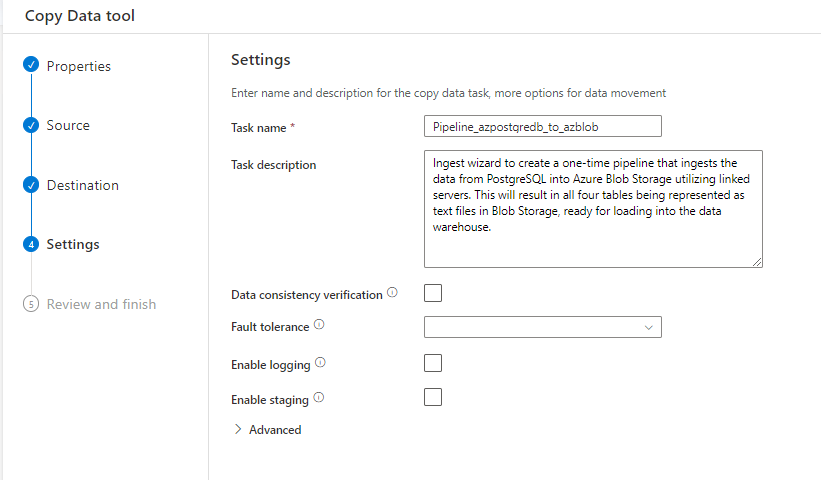 Copy Data tool
Properties
Source
Destination
4 Settings
5 Review and finish
Settings
Enter name and description for the copy data task, more options for data movement
Task name *
Pipeline_azpostqredb_to_azblob
Task description
Ingest wizard to create a one-time pipeline that ingests the
data from PostgreSQL into Azure Blob Storage utilizing linked
servers. This will result in all four tables being represented as
text files in Blob Storage, ready for loading into the data
warehouse.
Data consistency verification
Fault tolerance
Enable logging
Enable staging
Advanced